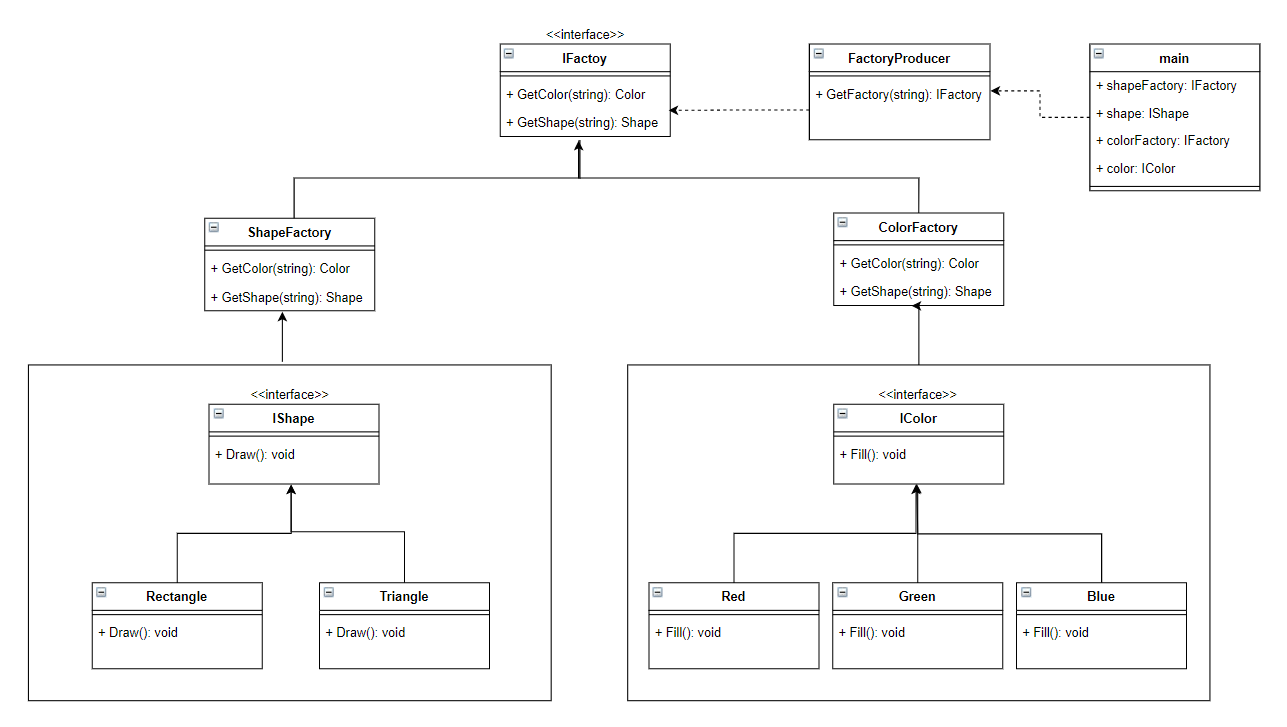 <<interface>>
IFactoy
+ GetColor(string): Color
+ GetShape(string): Shape
FactoryProducer
+ GetFactory(string): IFactory
main
+ shapeFactory: IFactory
+ shape: IShape
+ colorFactory: IFactory
+ color: IColor
ShapeFactory
+ GetColor(string): Color
+ GetShape(string): Shape
ColorFactory
+ GetColor(string): Color
+ GetShape(string): Shape
<<interface>>
IShape
+ Draw(): void
Rectangle
+ Draw(): void
Triangle
+ Draw(): void
<<interface>>
IColor
+ Fill(): void
Red
+ Fill(): void
Green
+ Fill(): void
Blue
+ Fill(): void